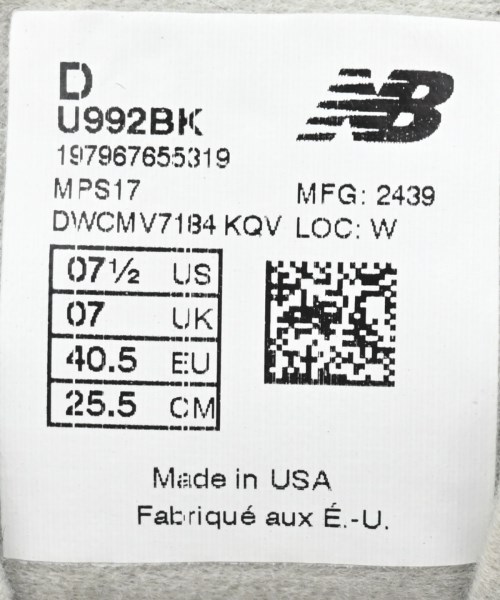 D
U992BK
NB
197967655319
MPS17 MFG: 2439
DWCMV7184 KQV LOC: W
07½ US
07 UK
40.5 EU
25.5 CM
Made in USA
Fabriqué aux É.-U.